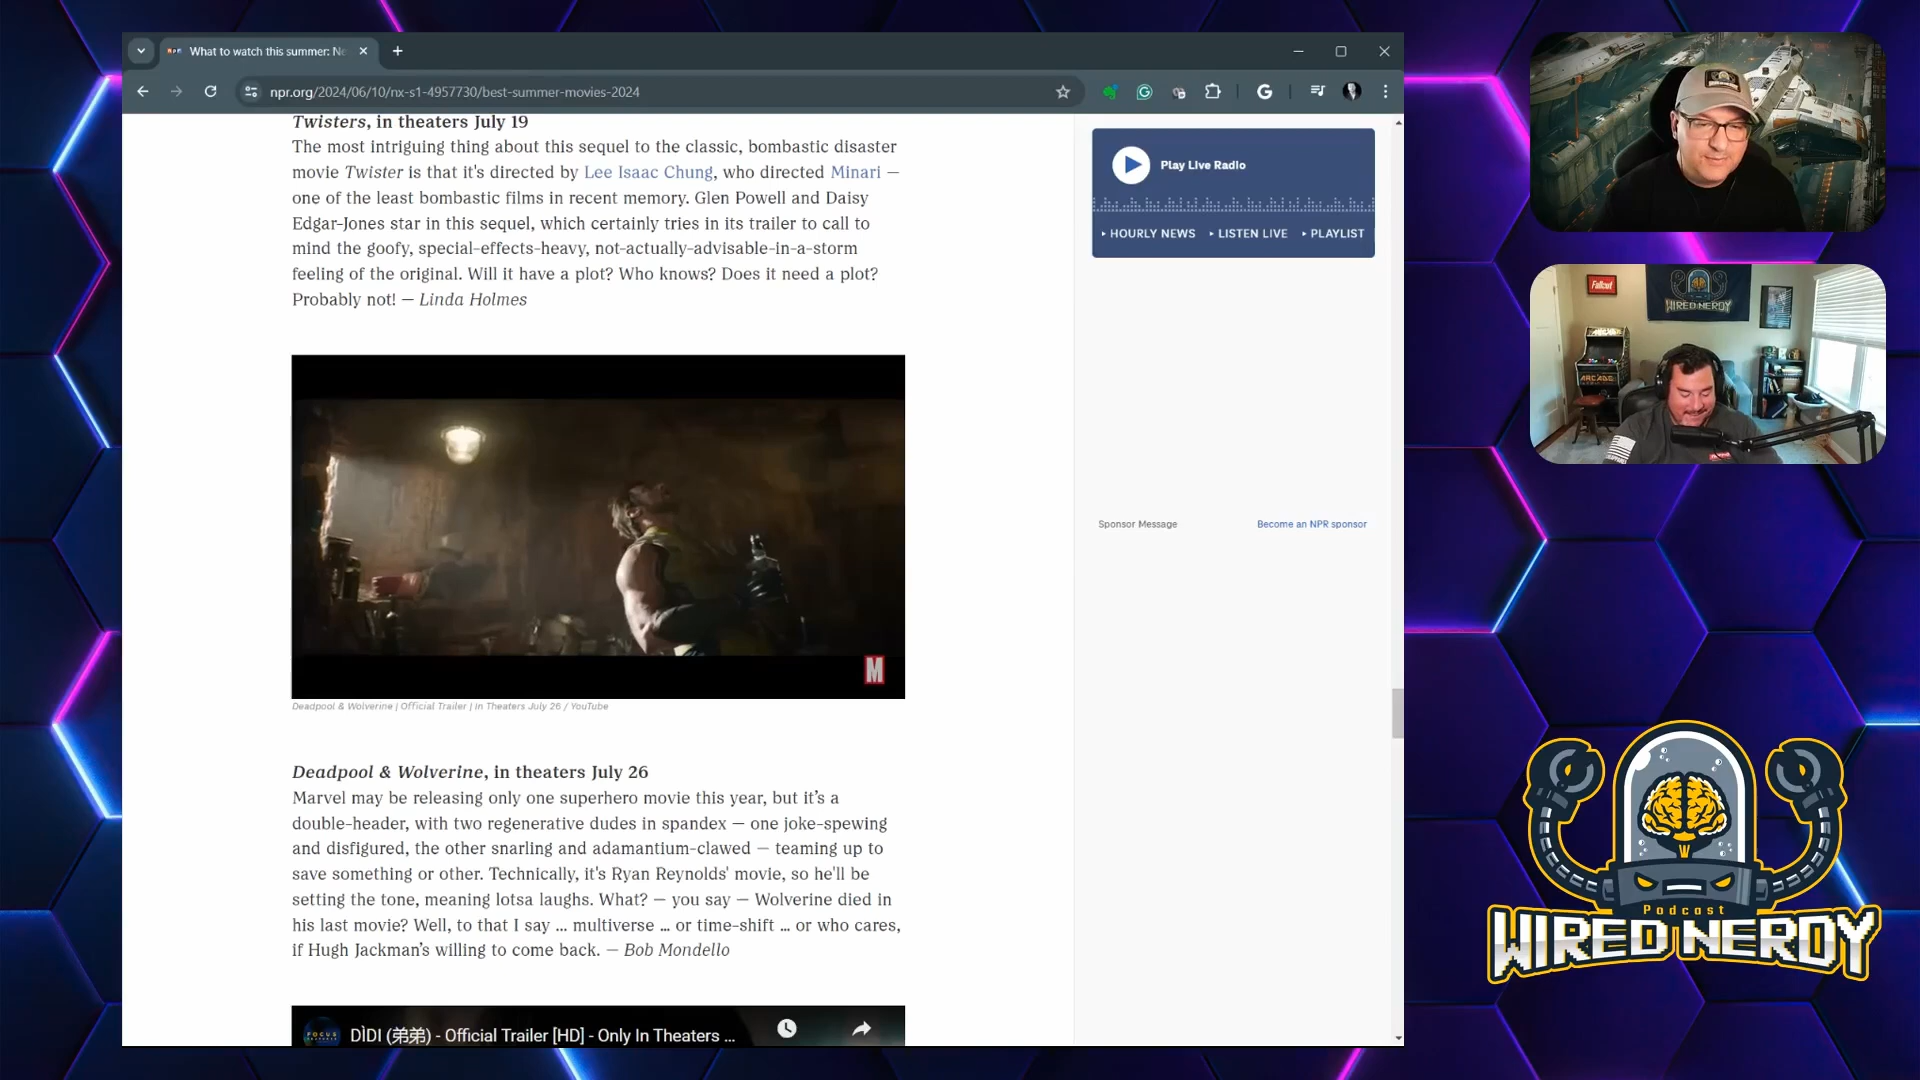 What to watch this summer: N
npr.org/2024/06/10/nx-s1-4957730/best-summer-movies-2024
Twisters, in theaters July 19
The most intriguing thing about this sequel to the classic, bombastic disaster
movie Twister is that it's directed by Lee Isaac Chung, who directed Minari —
one of the least bombastic films in recent memory. Glen Powell and Daisy
Edgar-Jones star in this sequel, which certainly tries in its trailer to call to
mind the goofy, special-effects-heavy, not-actually-advisable-in-a-storm
feeling of the original. Will it have a plot? Who knows? Does it need a plot?
Probably not! — Linda Holmes
M
Deadpool & Wolverine | Official Trailer | In Theaters July 26 / YouTube
Deadpool & Wolverine, in theaters July 26
Marvel may be releasing only one superhero movie this year, but it’s a
double-header, with two regenerative dudes in spandex — one joke-spewing
and disfigured, the other snarling and adamantium-clawed — teaming up to
save something or other. Technically, it's Ryan Reynolds' movie, so he'll be
setting the tone, meaning lotsa laughs. What? — you say — Wolverine died in
his last movie? Well, to that I say ... multiverse ... or time-shift ... or who cares,
if Hugh Jackman’s willing to come back. — Bob Mondello
FOCUS
DÌDI (弟弟) - Official Trailer [HD] - Only In Theaters ...
Play Live Radio
HOURLY NEWS
LISTEN LIVE
PLAYLIST
Sponsor Message
Become an NPR sponsor
Fallout
WIRED NERDY
ARCADE
Podcast
WIRED NERDY